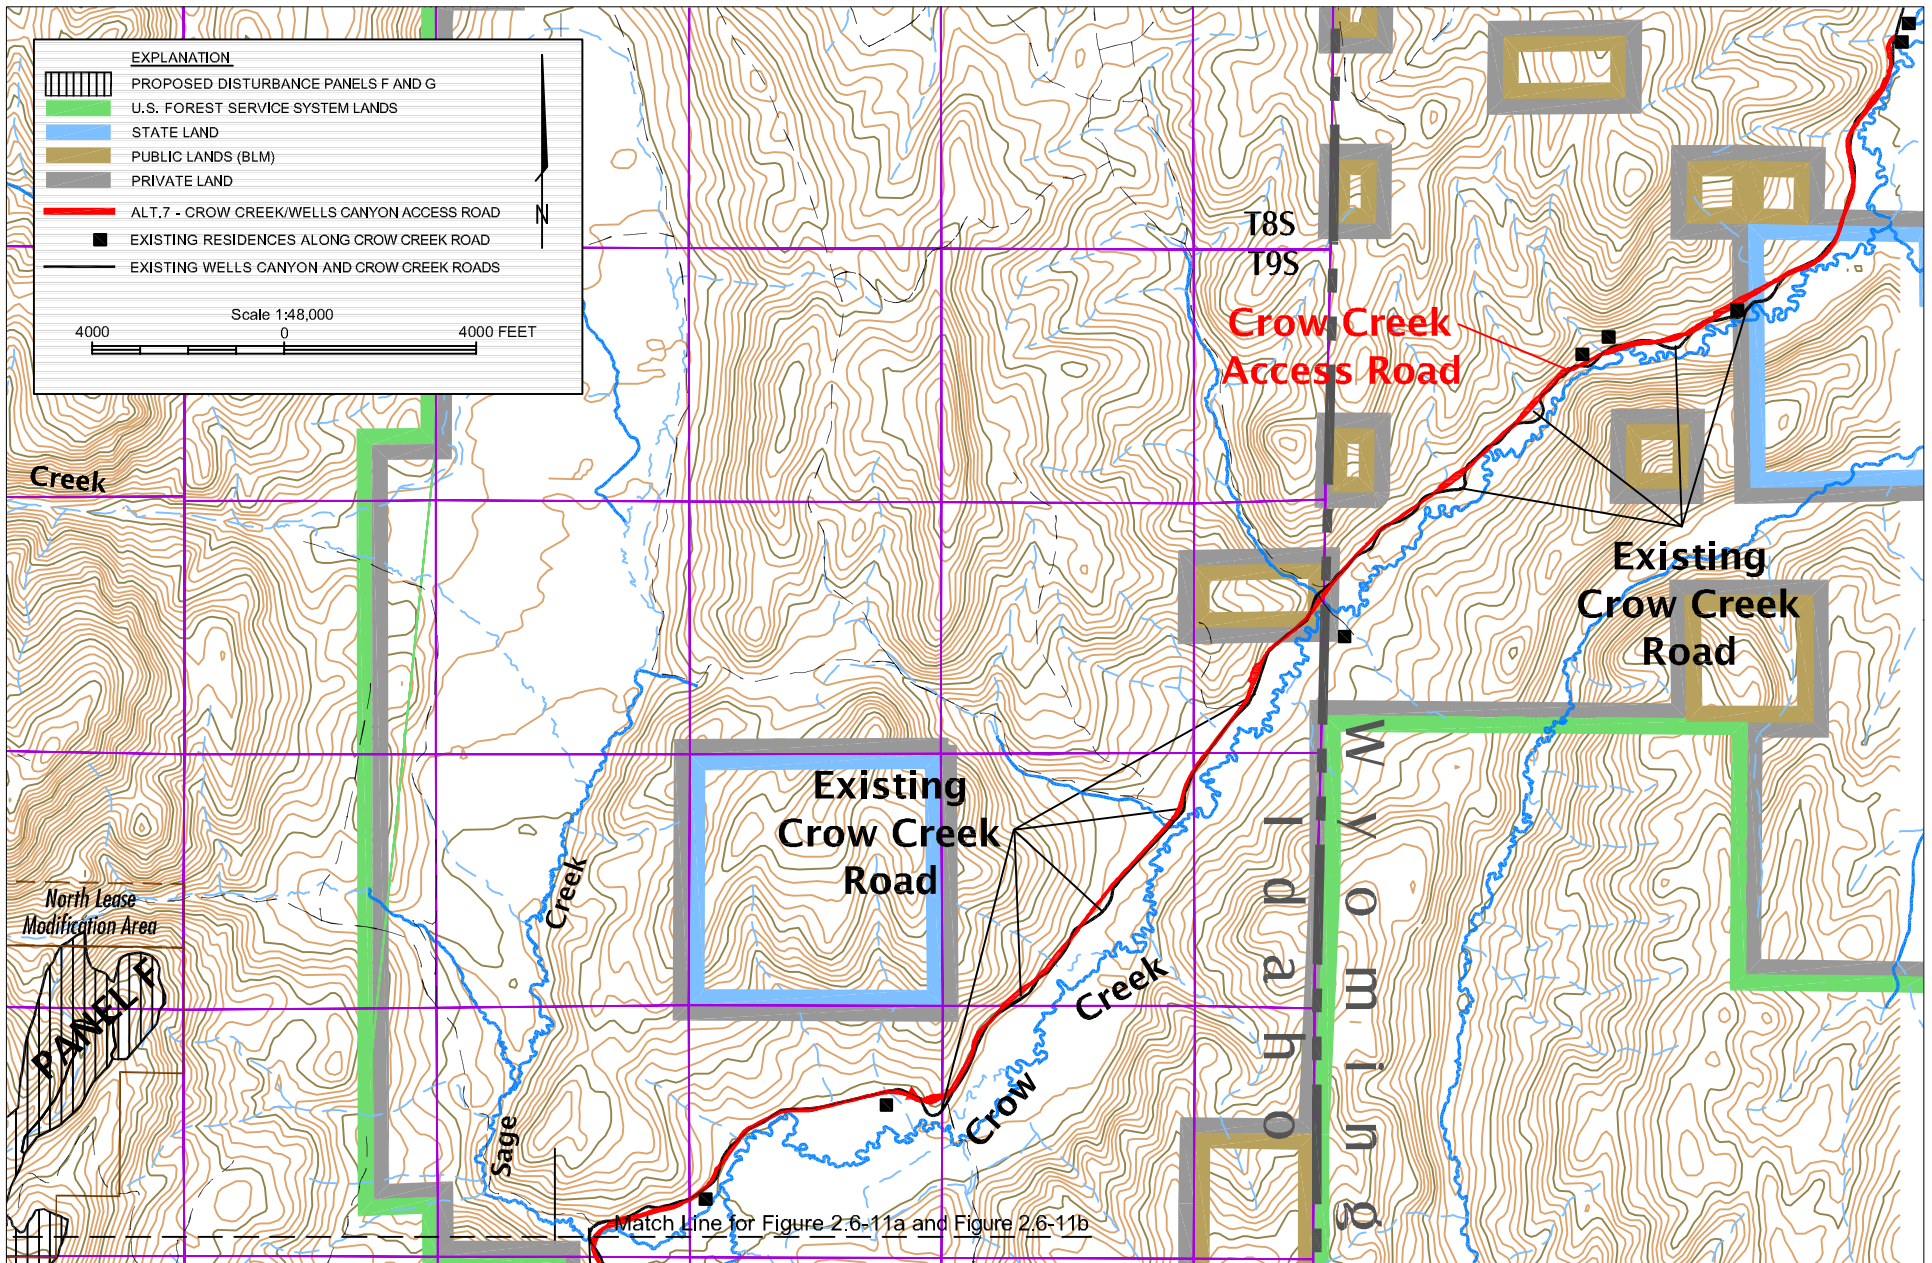 EXPLANATION
PROPOSED DISTURBANCE PANELS F AND G
U.S. FOREST SERVICE SYSTEM LANDS
STATE LAND
PUBLIC LANDS (BLM)
PRIVATE LAND
ALT.7 - CROW CREEK/WELLS CANYON ACCESS ROAD
EXISTING RESIDENCES ALONG CROW CREEK ROAD
EXISTING WELLS CANYON AND CROW CREEK ROADS
N
Scale 1:48,000
4000 0 4000 FEET
T8S
T9S
Crow Creek
Access Road
Creek
Existing
Crow Creek
Road
Existing
Crow Creek
Road
Wyoming
Idaho
North Lease
Modification Area
PANEL F
Sage Creek
Crow Creek
Match Line for Figure 2.6-11a and Figure 2.6-11b